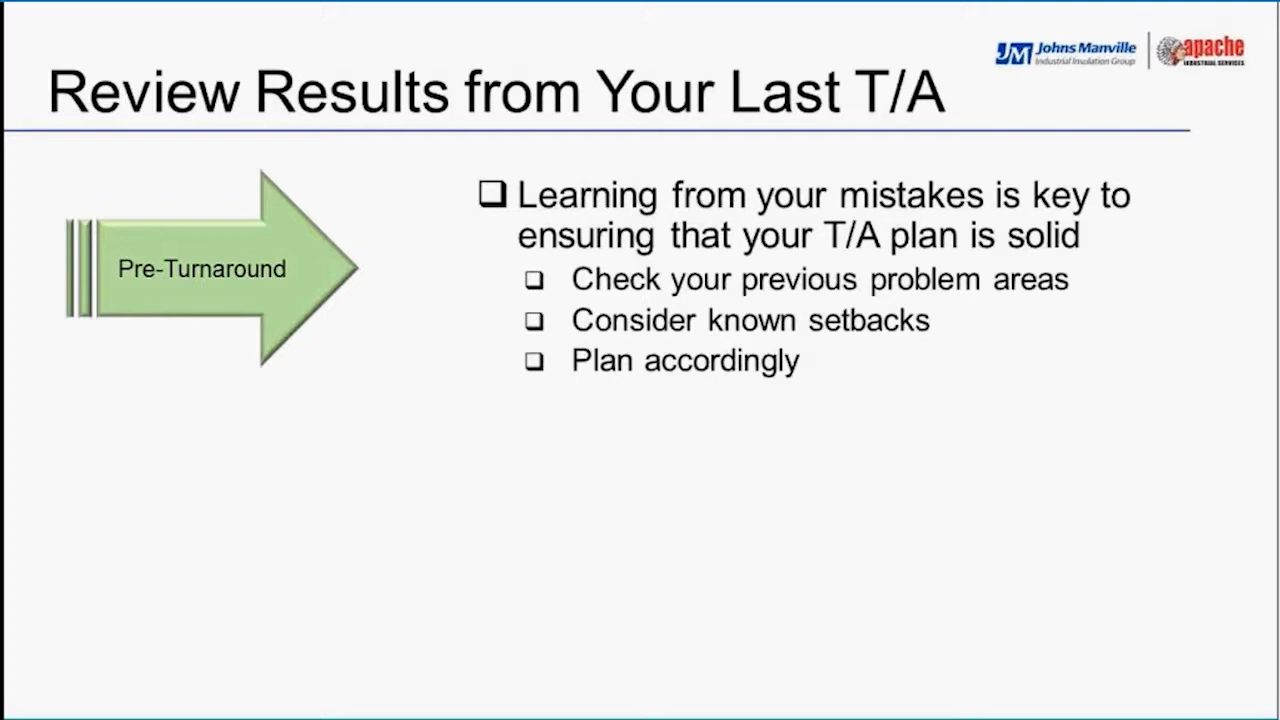 JM Johns Manville
Industrial Insulation Group
apache
INDUSTRIAL SERVICES
Review Results from Your Last T/A
Pre-Turnaround
❑ Learning from your mistakes is key to
ensuring that your T/A plan is solid
❑ Check your previous problem areas
❑ Consider known setbacks
❑ Plan accordingly